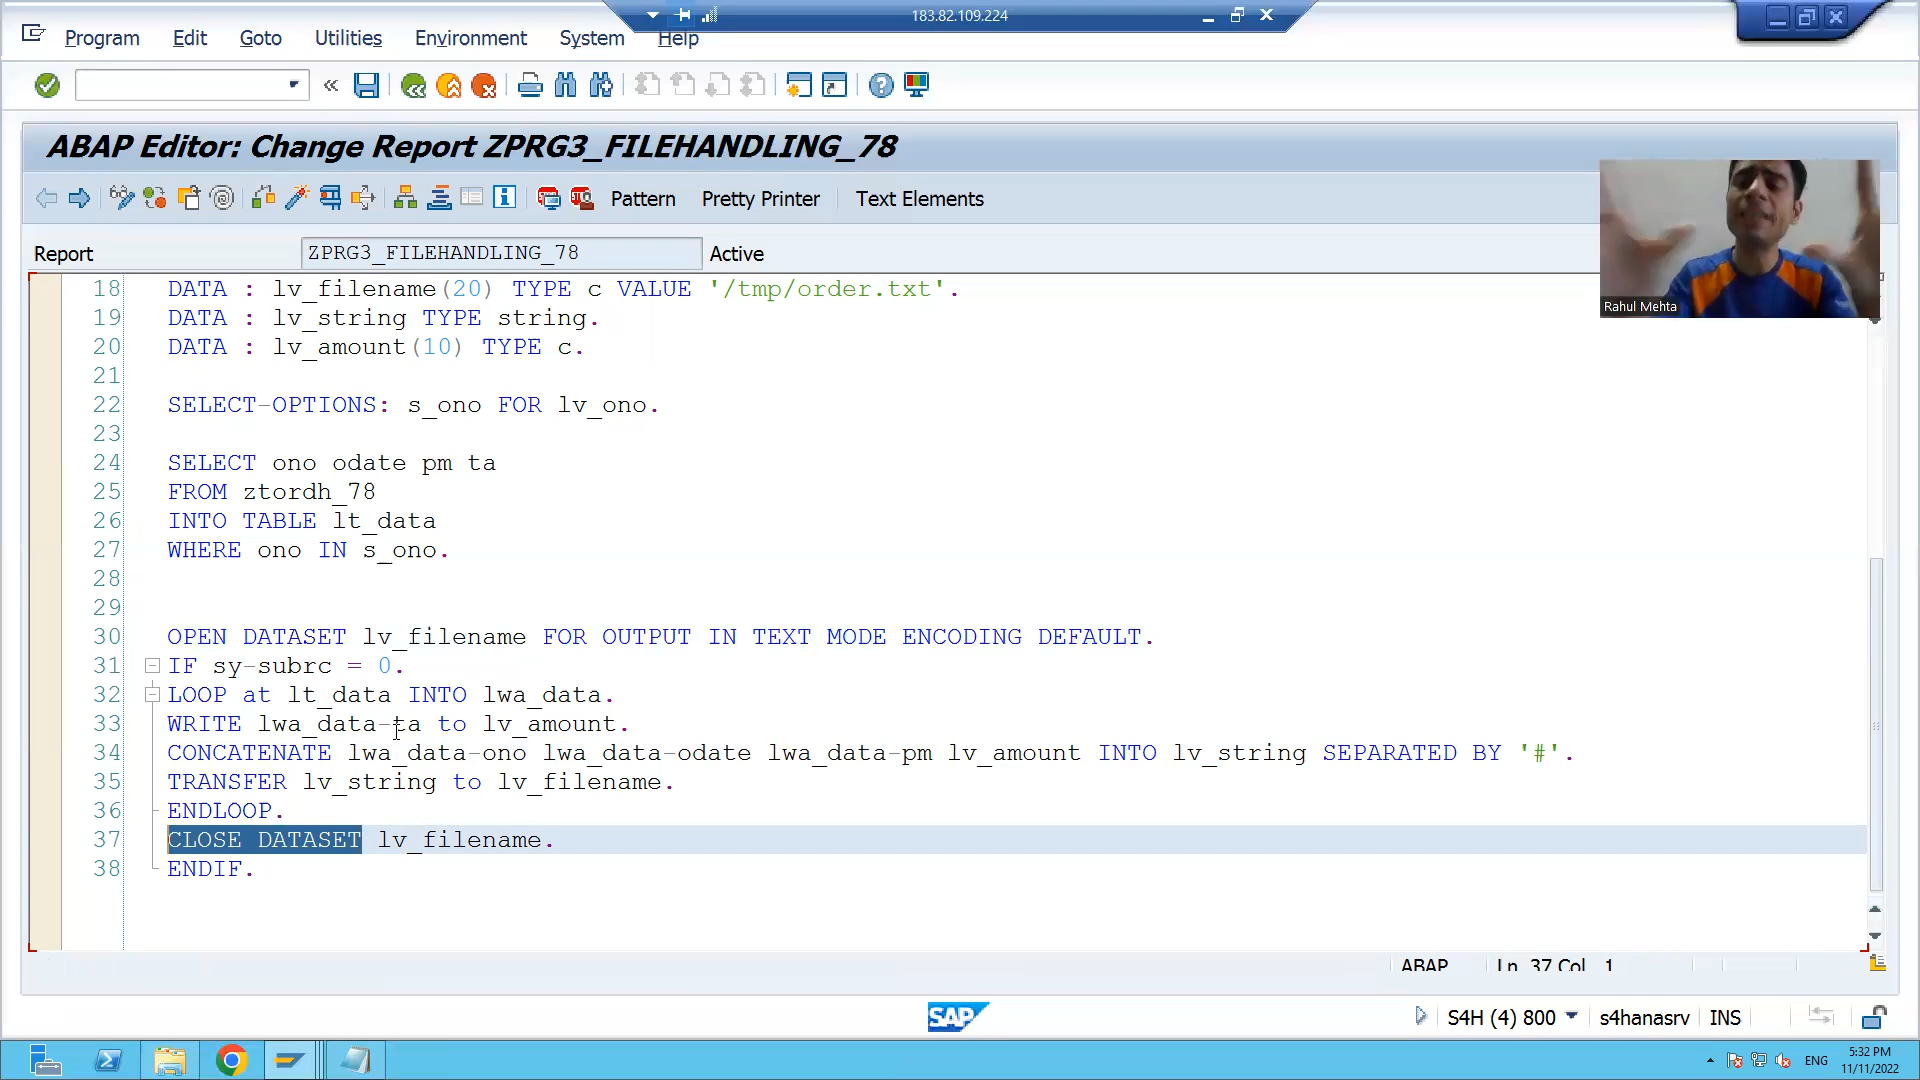 183.82.109.224
Program Edit Goto Utilities Environment System Help
ABAP Editor: Change Report ZPRG3_FILEHANDLING_78
Pattern Pretty Printer Text Elements
Report ZPRG3_FILEHANDLING_78 Active
Rahul Mehta
18 DATA : lv_filename(20) TYPE c VALUE '/tmp/order.txt'.
19 DATA : lv_string TYPE string.
20 DATA : lv_amount(10) TYPE c.
21
22 SELECT-OPTIONS: s_ono FOR lv_ono.
23
24 SELECT ono odate pm ta
25 FROM ztordh_78
26 INTO TABLE lt_data
27 WHERE ono IN s_ono.
28
29
30 OPEN DATASET lv_filename FOR OUTPUT IN TEXT MODE ENCODING DEFAULT.
31 IF sy-subrc = 0.
32 LOOP at lt_data INTO lwa_data.
33 WRITE lwa_data-ta to lv_amount.
34 CONCATENATE lwa_data-ono lwa_data-odate lwa_data-pm lv_amount INTO lv_string SEPARATED BY '#'.
35 TRANSFER lv_string to lv_filename.
36 ENDLOOP.
37 CLOSE DATASET lv_filename.
38 ENDIF.
ABAP Ln 37 Col 1
SAP
S4H (4) 800 s4hanasrv INS
ENG
5:32 PM
11/11/2022